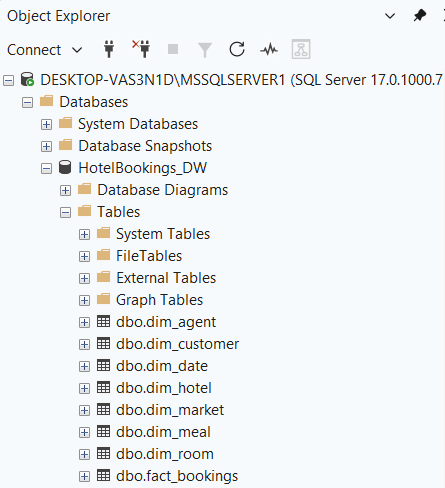 Object Explorer
Connect
DESKTOP-VAS3N1D\MSSQLSERVER1 (SQL Server 17.0.1000.7
Databases
System Databases
Database Snapshots
HotelBookings_DW
Database Diagrams
Tables
System Tables
FileTables
External Tables
Graph Tables
dbo.dim_agent
dbo.dim_customer
dbo.dim_date
dbo.dim_hotel
dbo.dim_market
dbo.dim_meal
dbo.dim_room
dbo.fact_bookings